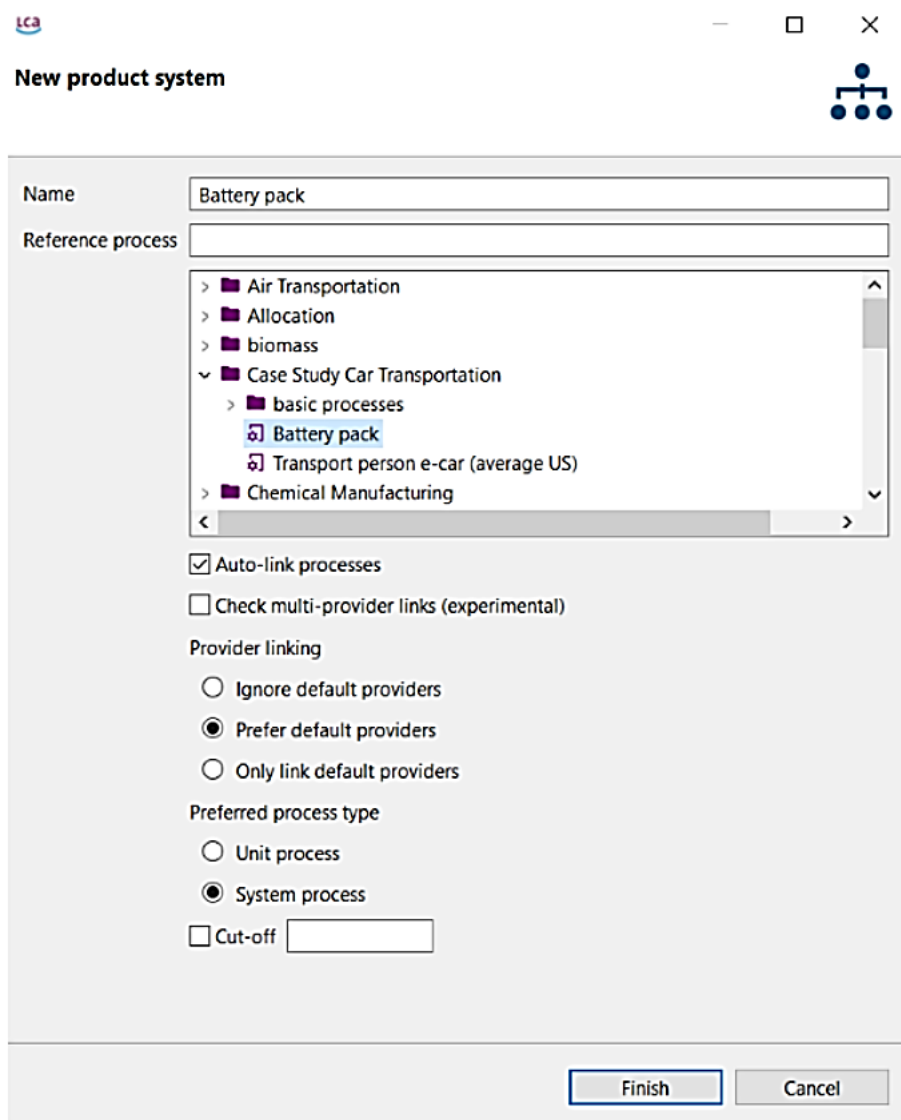 LCa
New product system
Name Battery pack
Reference process
Air Transportation
Allocation
biomass
Case Study Car Transportation
basic processes
Battery pack
Transport person e-car (average US)
Chemical Manufacturing
Auto-link processes
Check multi-provider links (experimental)
Provider linking
Ignore default providers
Prefer default providers
Only link default providers
Preferred process type
Unit process
System process
Cut-off
Finish Cancel